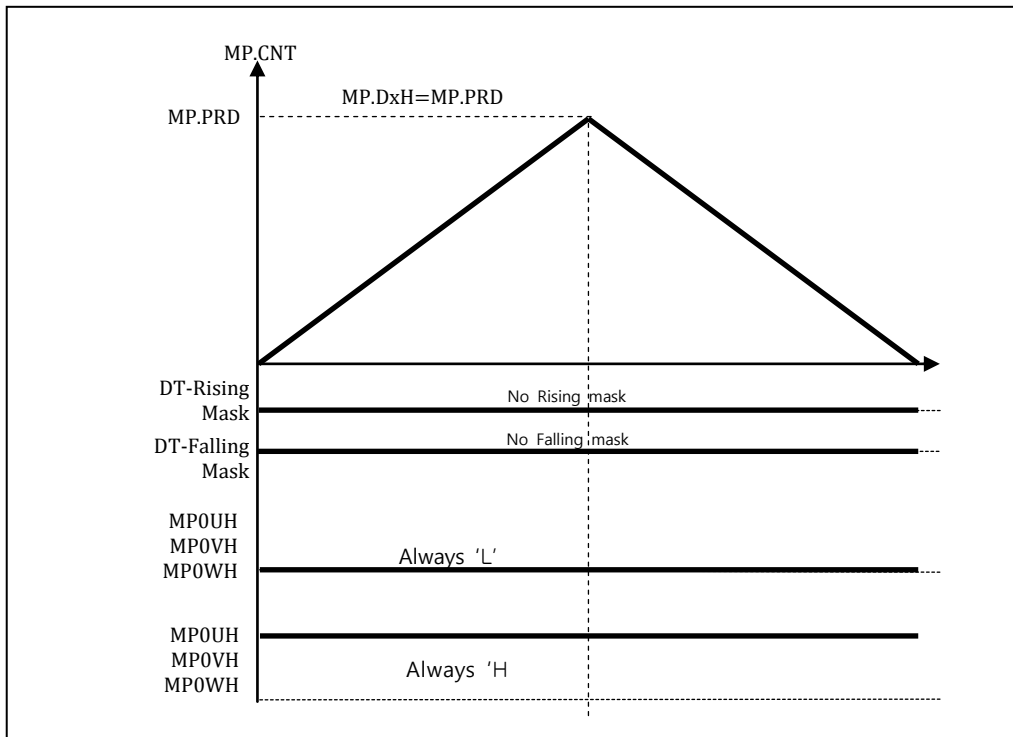 MP.CNT
MP.DxH=MP.PRD
MP.PRD
DT-Rising
Mask
No Rising mask
DT-Falling
Mask
No Falling mask
MP0UH
MP0VH
MP0WH
Always 'L'
MP0UH
MP0VH
MP0WH
Always 'H